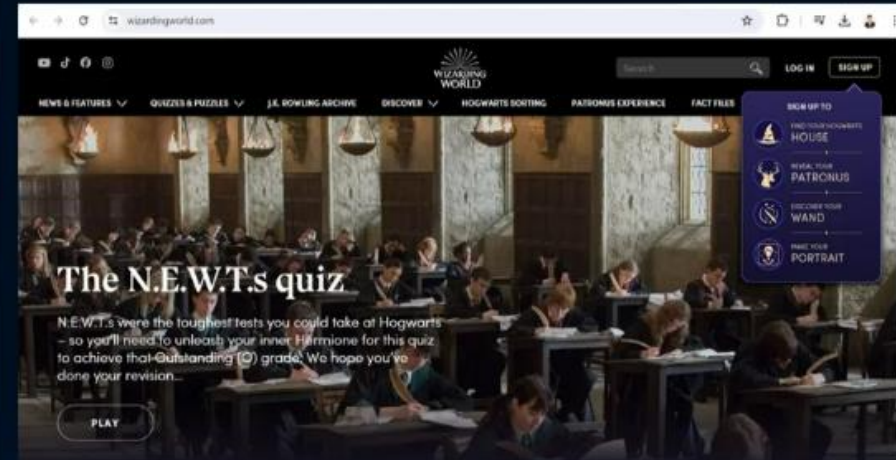 wizardingworld.com
WIZARDING
WORLD
Search
LOG IN
SIGN UP
NEWS & FEATURES
QUIZZES & PUZZLES
J.K. ROWLING ARCHIVE
DISCOVER
HOGWARTS SORTING
PATRONUS EXPERIENCE
FACT FILES
SIGN UP TO
FIND YOUR HOGWARTS
HOUSE
REVEAL YOUR
PATRONUS
DISCOVER YOUR
WAND
MAKE YOUR
PORTRAIT
The N.E.W.T.s quiz
N.E.W.T.s were the toughest tests you could take at Hogwarts
– so you'll need to unleash your inner Hermione for this quiz
to achieve that Outstanding (O) grade. We hope you've
done your revision...
PLAY